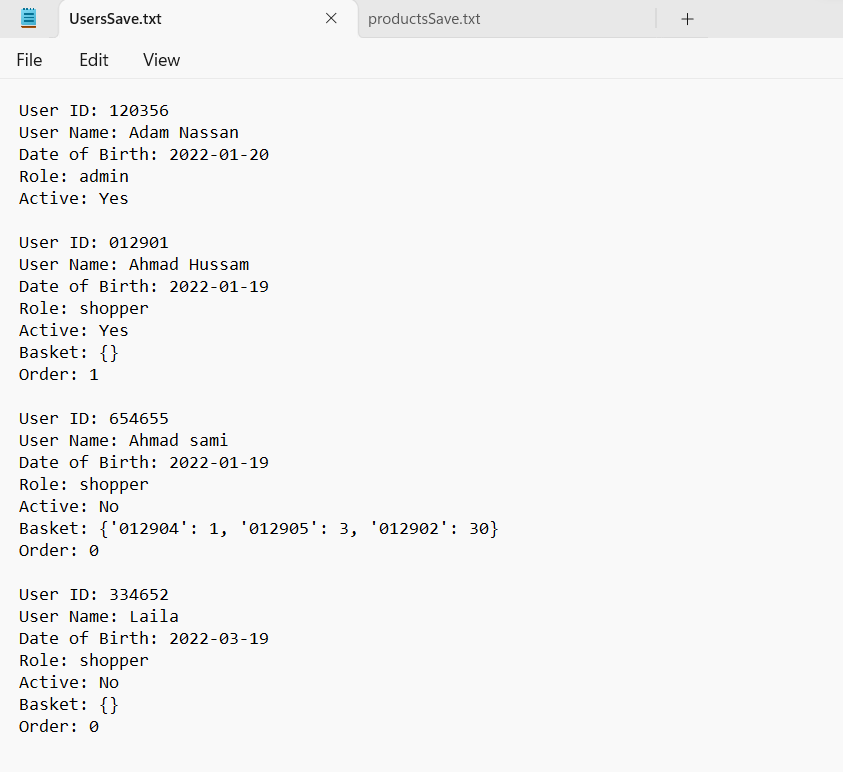 UsersSave.txt
productsSave.txt
File Edit View
User ID: 120356
User Name: Adam Nassan
Date of Birth: 2022-01-20
Role: admin
Active: Yes
User ID: 012901
User Name: Ahmad Hussam
Date of Birth: 2022-01-19
Role: shopper
Active: Yes
Basket: {}
Order: 1
User ID: 654655
User Name: Ahmad sami
Date of Birth: 2022-01-19
Role: shopper
Active: No
Basket: {'012904': 1, '012905': 3, '012902': 30}
Order: 0
User ID: 334652
User Name: Laila
Date of Birth: 2022-03-19
Role: shopper
Active: No
Basket: {}
Order: 0